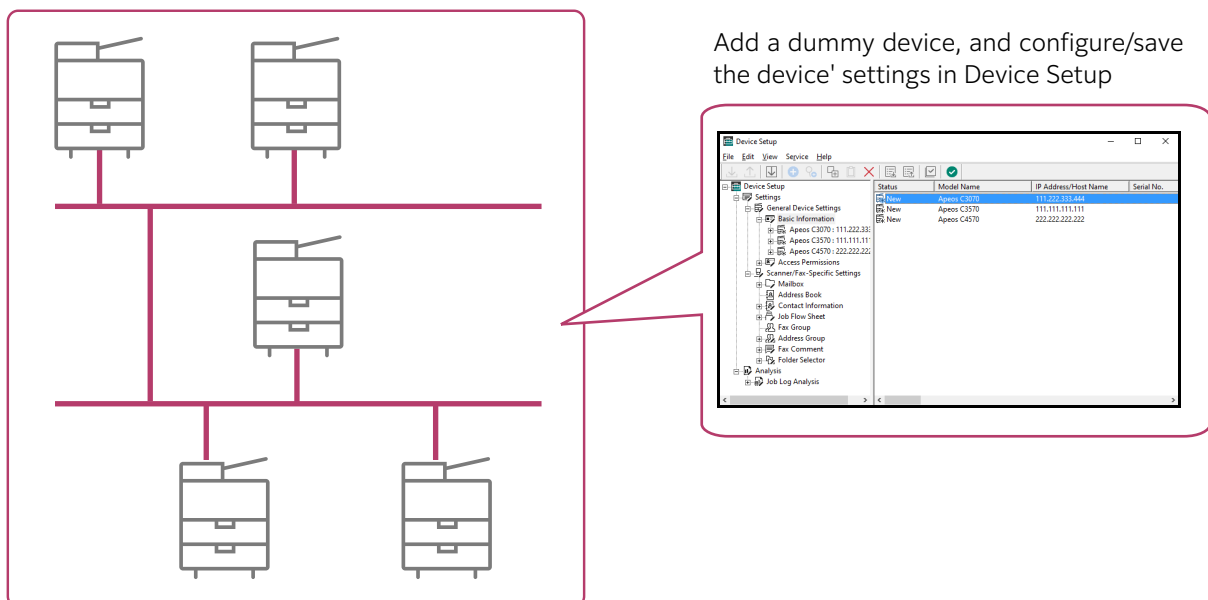 Add a dummy device, and configure/save
the device' settings in Device Setup
Device Setup
File Edit View Service Help
Device Setup
Settings
General Device Settings
Basic Information
Apeos C3070 : 111.222.33
Apeos C3570 : 111.111.11
Apeos C4570 : 222.222.22
Access Permissions
Scanner/Fax-Specific Settings
Mailbox
Address Book
Contact Information
Job Flow Sheet
Fax Group
Address Group
Fax Comment
Folder Selector
Analysis
Job Log Analysis
Status Model Name IP Address/Host Name Serial No.
New Apeos C3070 111.222.333.444
New Apeos C3570 111.111.111.111
New Apeos C4570 222.222.222.222